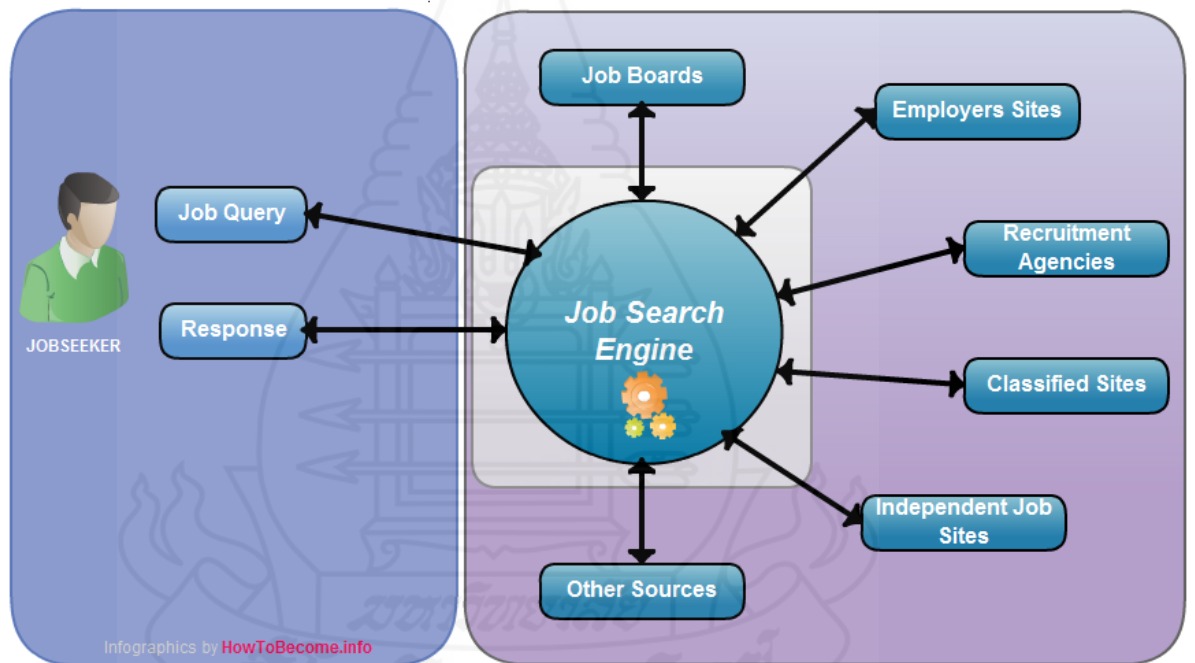 Job Boards
Employers Sites
Job Query
Recruitment
Agencies
JOBSEEKER
Response
Job Search
Engine
Classified Sites
Independent Job
Sites
Other Sources
Infographics by HowToBecome.info